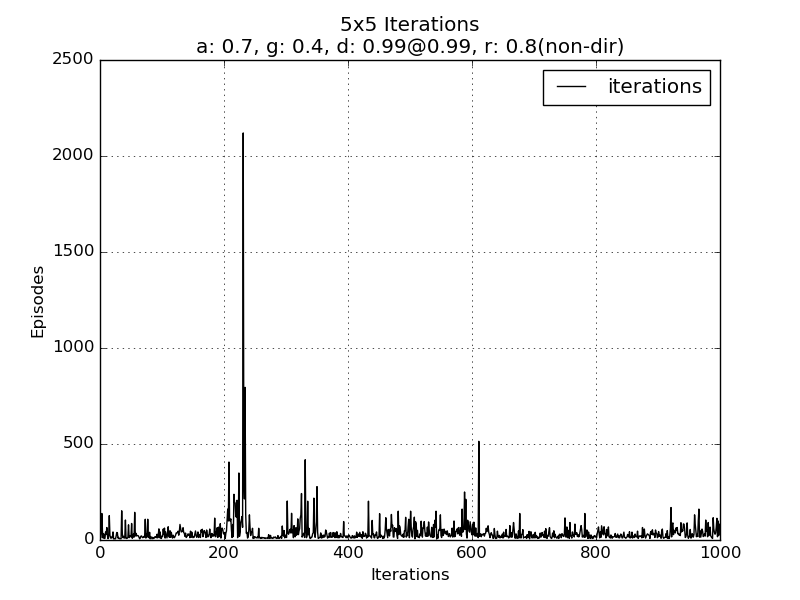 5x5 Iterations
a: 0.7, g: 0.4, d: 0.99@0.99, r: 0.8(non-dir)
iterations
2500
2000
1500
1000
500
0
Episodes
0 200 400 600 800 1000
Iterations